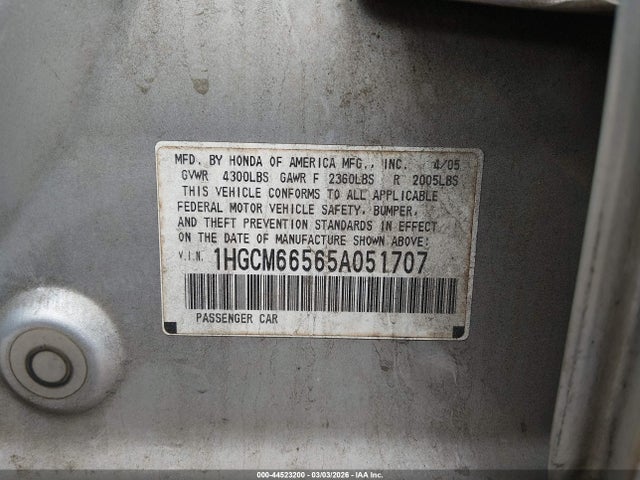 MFD. BY HONDA OF AMERICA MFG., INC. 4/05
GVWR 4300LBS GAWR F 2360LBS R 2005LBS
THIS VEHICLE CONFORMS TO ALL APPLICABLE
FEDERAL MOTOR VEHICLE SAFETY, BUMPER,
AND THEFT PREVENTION STANDARDS IN EFFECT
ON THE DATE OF MANUFACTURE SHOWN ABOVE:
V.I.N. 1HGCM66565A051707
PASSENGER CAR
000-44523200 - 03/03/2026 - IAA Inc.